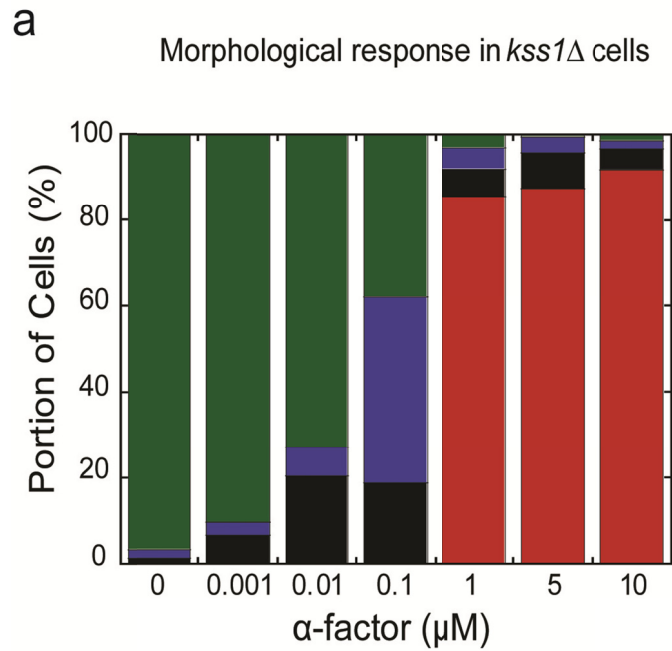 a
Morphological response in kss1Δ cells
Portion of Cells (%)
100
80
60
40
20
0
0 0.001 0.01 0.1 1 5 10
α-factor (µM)